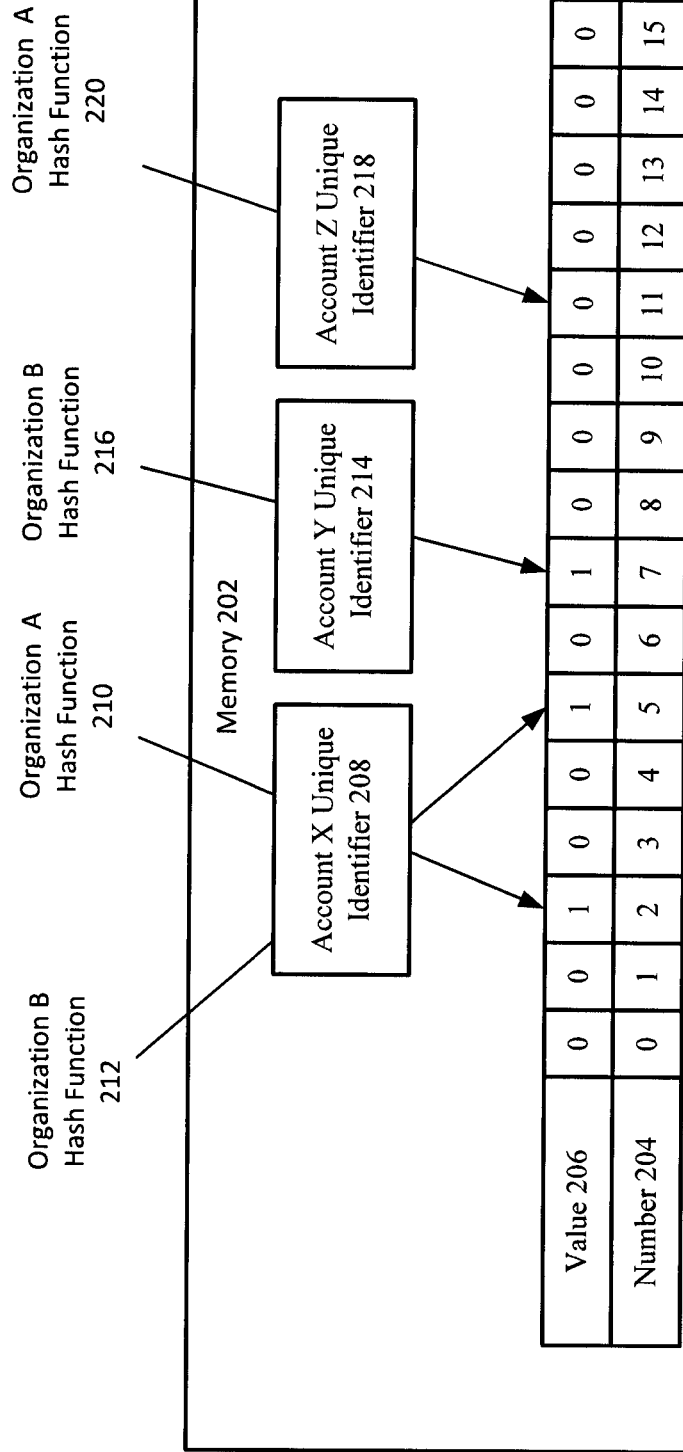 Organization B
Hash Function
212
Organization A
Hash Function
210
Organization B
Hash Function
216
Organization A
Hash Function
220
Memory 202
Account X Unique
Identifier 208
Account Y Unique
Identifier 214
Account Z Unique
Identifier 218
Value 206 0 0 1 0 0 1 0 1 0 0 0 0 0 0 0 0
Number 204 0 1 2 3 4 5 6 7 8 9 10 11 12 13 14 15